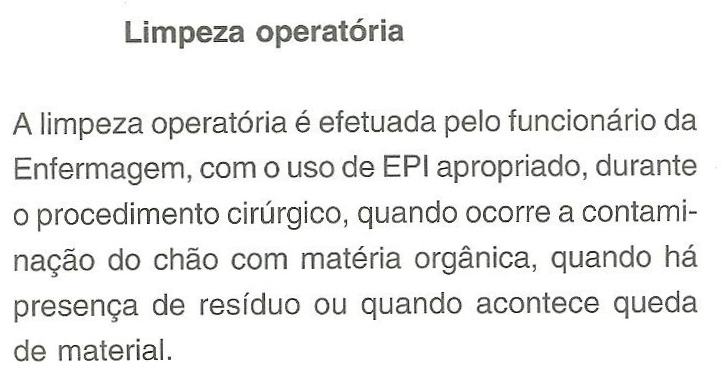 Limpeza operatória
A limpeza operatória é efetuada pelo funcionário da
Enfermagem, com o uso de EPI apropriado, durante
o procedimento cirúrgico, quando ocorre a contami-
nação do chão com matéria orgânica, quando há
presença de resíduo ou quando acontece queda
de material.